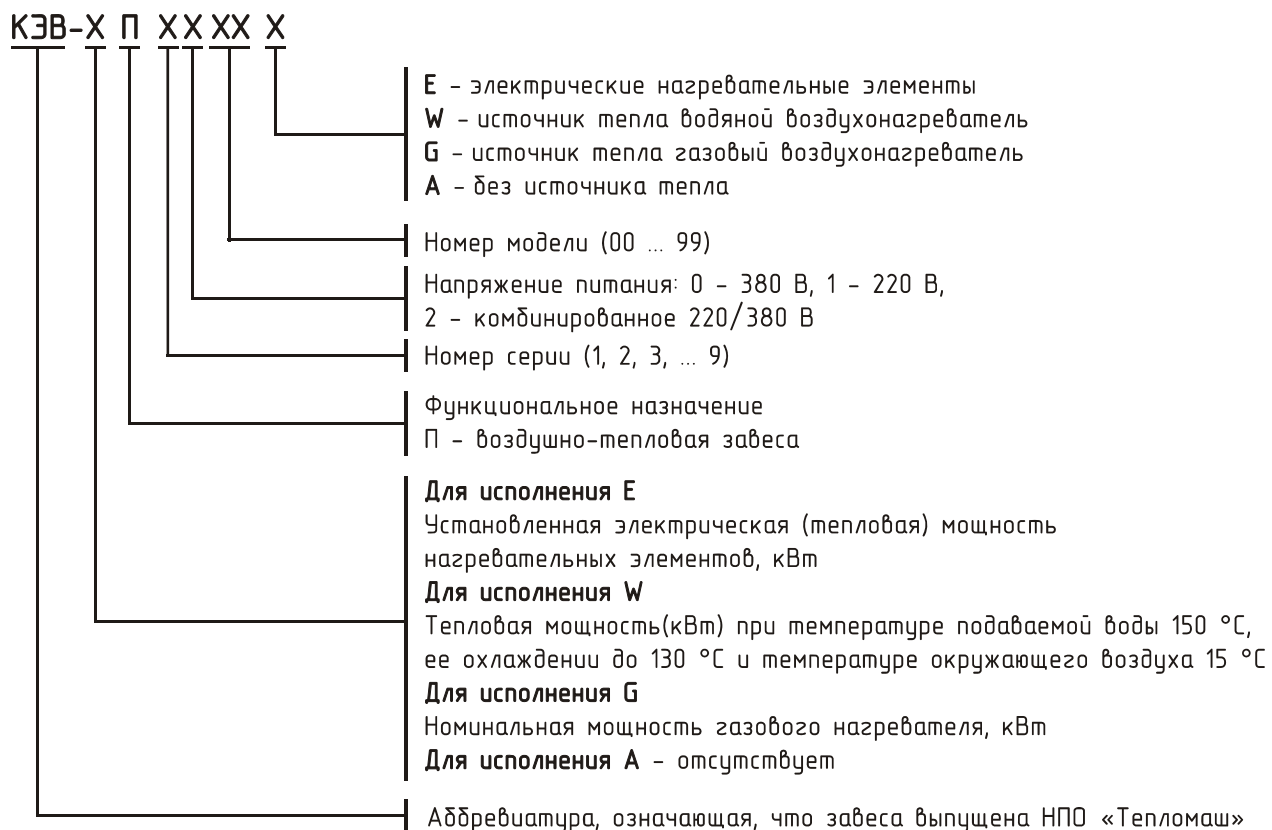 КЭВ-Х П ХХ ХХ Х
Е - электрические нагревательные элементы
W - источник тепла водяной воздухонагреватель
G - источник тепла газовый воздухонагреватель
А - без источника тепла
Номер модели (00 ... 99)
Напряжение питания: 0 - 380 В, 1 - 220 В,
2 - комбинированное 220/380 В
Номер серии (1, 2, 3, ... 9)
Функциональное назначение
П - воздушно-тепловая завеса
Для исполнения Е
Установленная электрическая (тепловая) мощность
нагревательных элементов, кВт
Для исполнения W
Тепловая мощность(кВт) при температуре подаваемой воды 150 °С,
ее охлаждении до 130 °С и температуре окружающего воздуха 15 °С
Для исполнения G
Номинальная мощность газового нагревателя, кВт
Для исполнения А - отсутствует
Аббревиатура, означающая, что завеса выпущена НПО «Тепломаш»